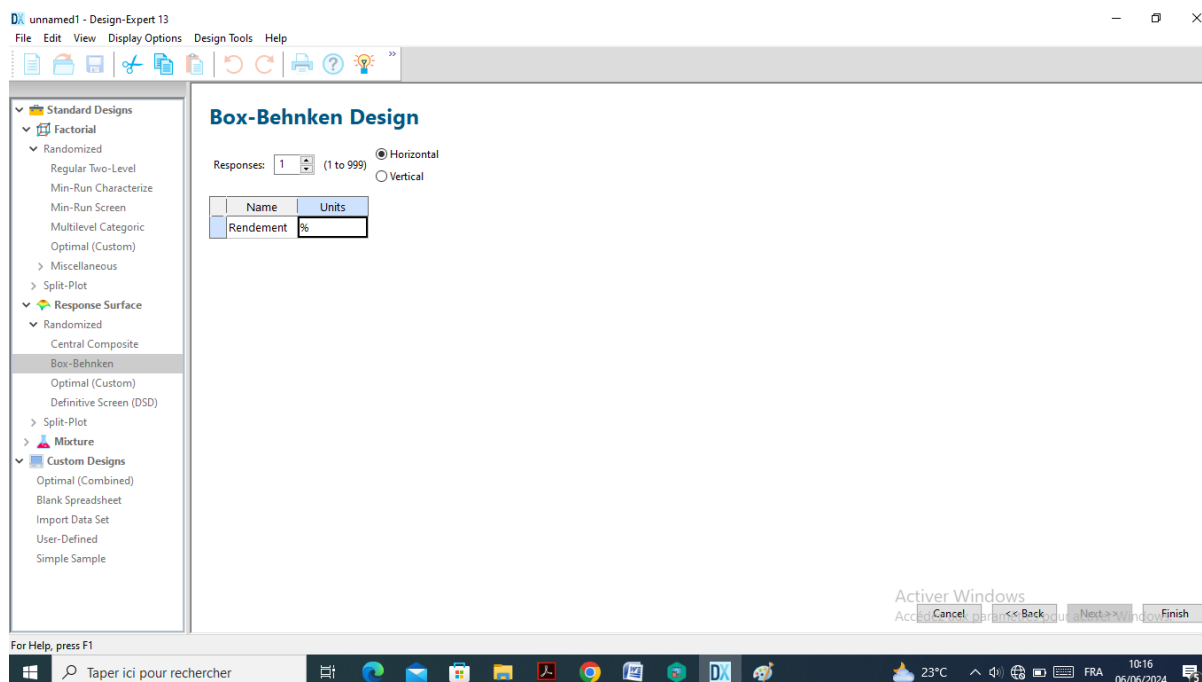 DX unnamed1 - Design-Expert 13
File Edit View Display Options Design Tools Help
»
Standard Designs
Factorial
Randomized
Regular Two-Level
Min-Run Characterize
Min-Run Screen
Multilevel Categoric
Optimal (Custom)
Miscellaneous
Split-Plot
Response Surface
Randomized
Central Composite
Box-Behnken
Optimal (Custom)
Definitive Screen (DSD)
Split-Plot
Mixture
Custom Designs
Optimal (Combined)
Blank Spreadsheet
Import Data Set
User-Defined
Simple Sample
Box-Behnken Design
Responses: 1 (1 to 999)
Horizontal
Vertical
Name Units
Rendement %
Activer Windows
Cancel << Back Next >> Finish
For Help, press F1
Taper ici pour rechercher
DX
23°C
FRA
10:16
06/06/2024